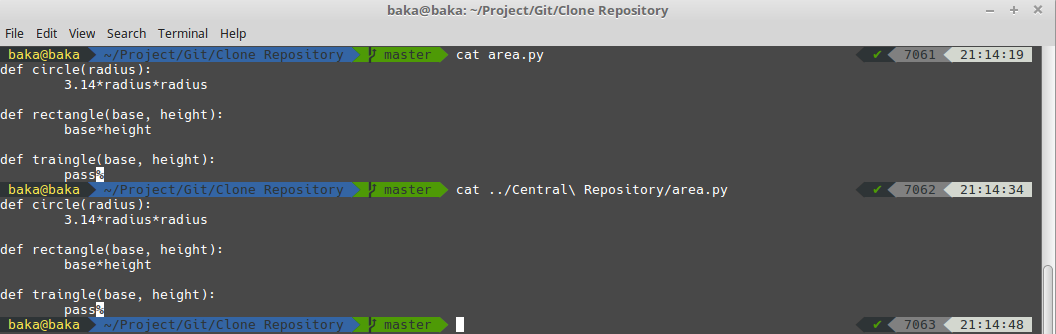 baka@baka: ~/Project/Git/Clone Repository
File Edit View Search Terminal Help
baka@baka ~/Project/Git/Clone Repository master cat area.py ✔ 7061 21:14:19
def circle(radius):
        3.14*radius*radius

def rectangle(base, height):
        base*height

def traingle(base, height):
        pass%
baka@baka ~/Project/Git/Clone Repository master cat ../Central\ Repository/area.py ✔ 7062 21:14:34
def circle(radius):
        3.14*radius*radius

def rectangle(base, height):
        base*height

def traingle(base, height):
        pass%
baka@baka ~/Project/Git/Clone Repository master ✔ 7063 21:14:48